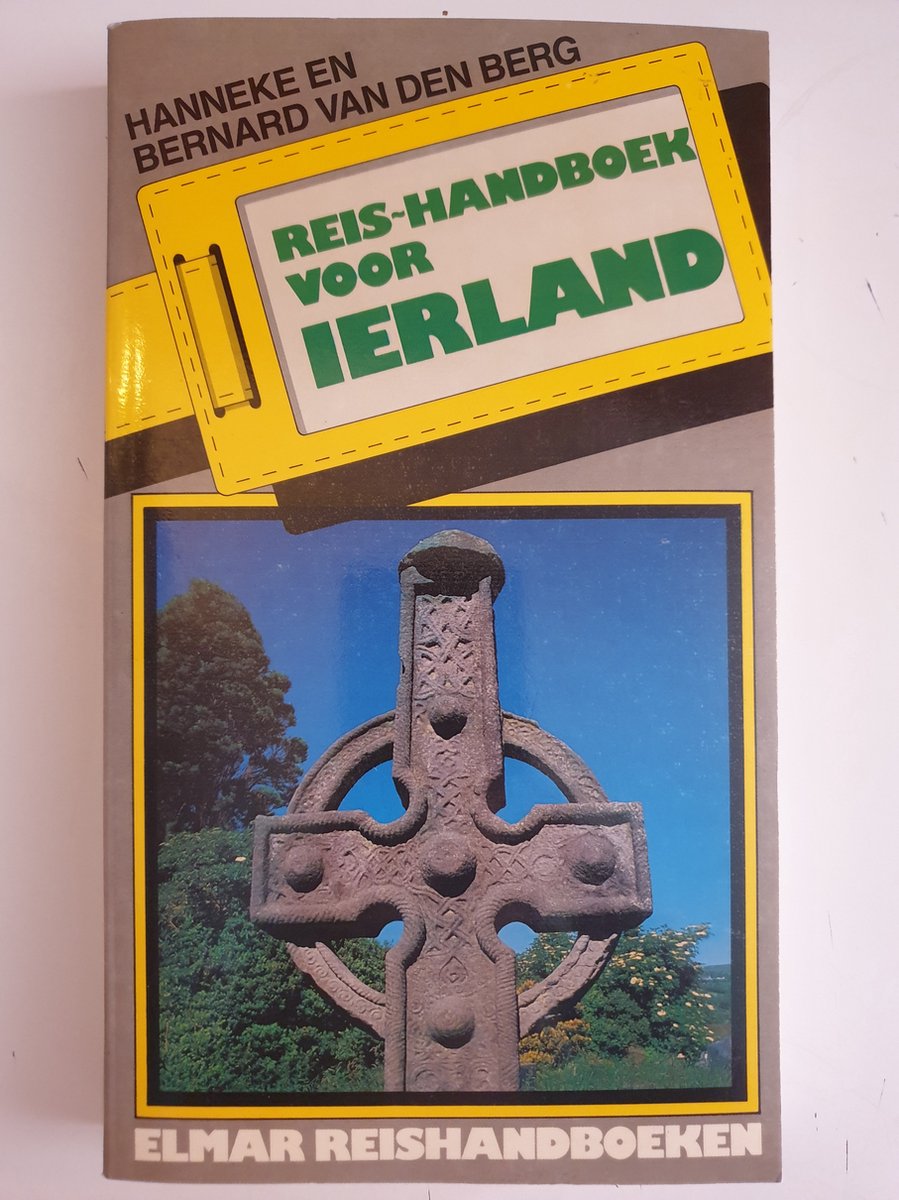 HANNEKE EN
BERNARD VAN DEN BERG
REIS~HANDBOEK
VOOR
IERLAND
ELMAR REISHANDBOEKEN